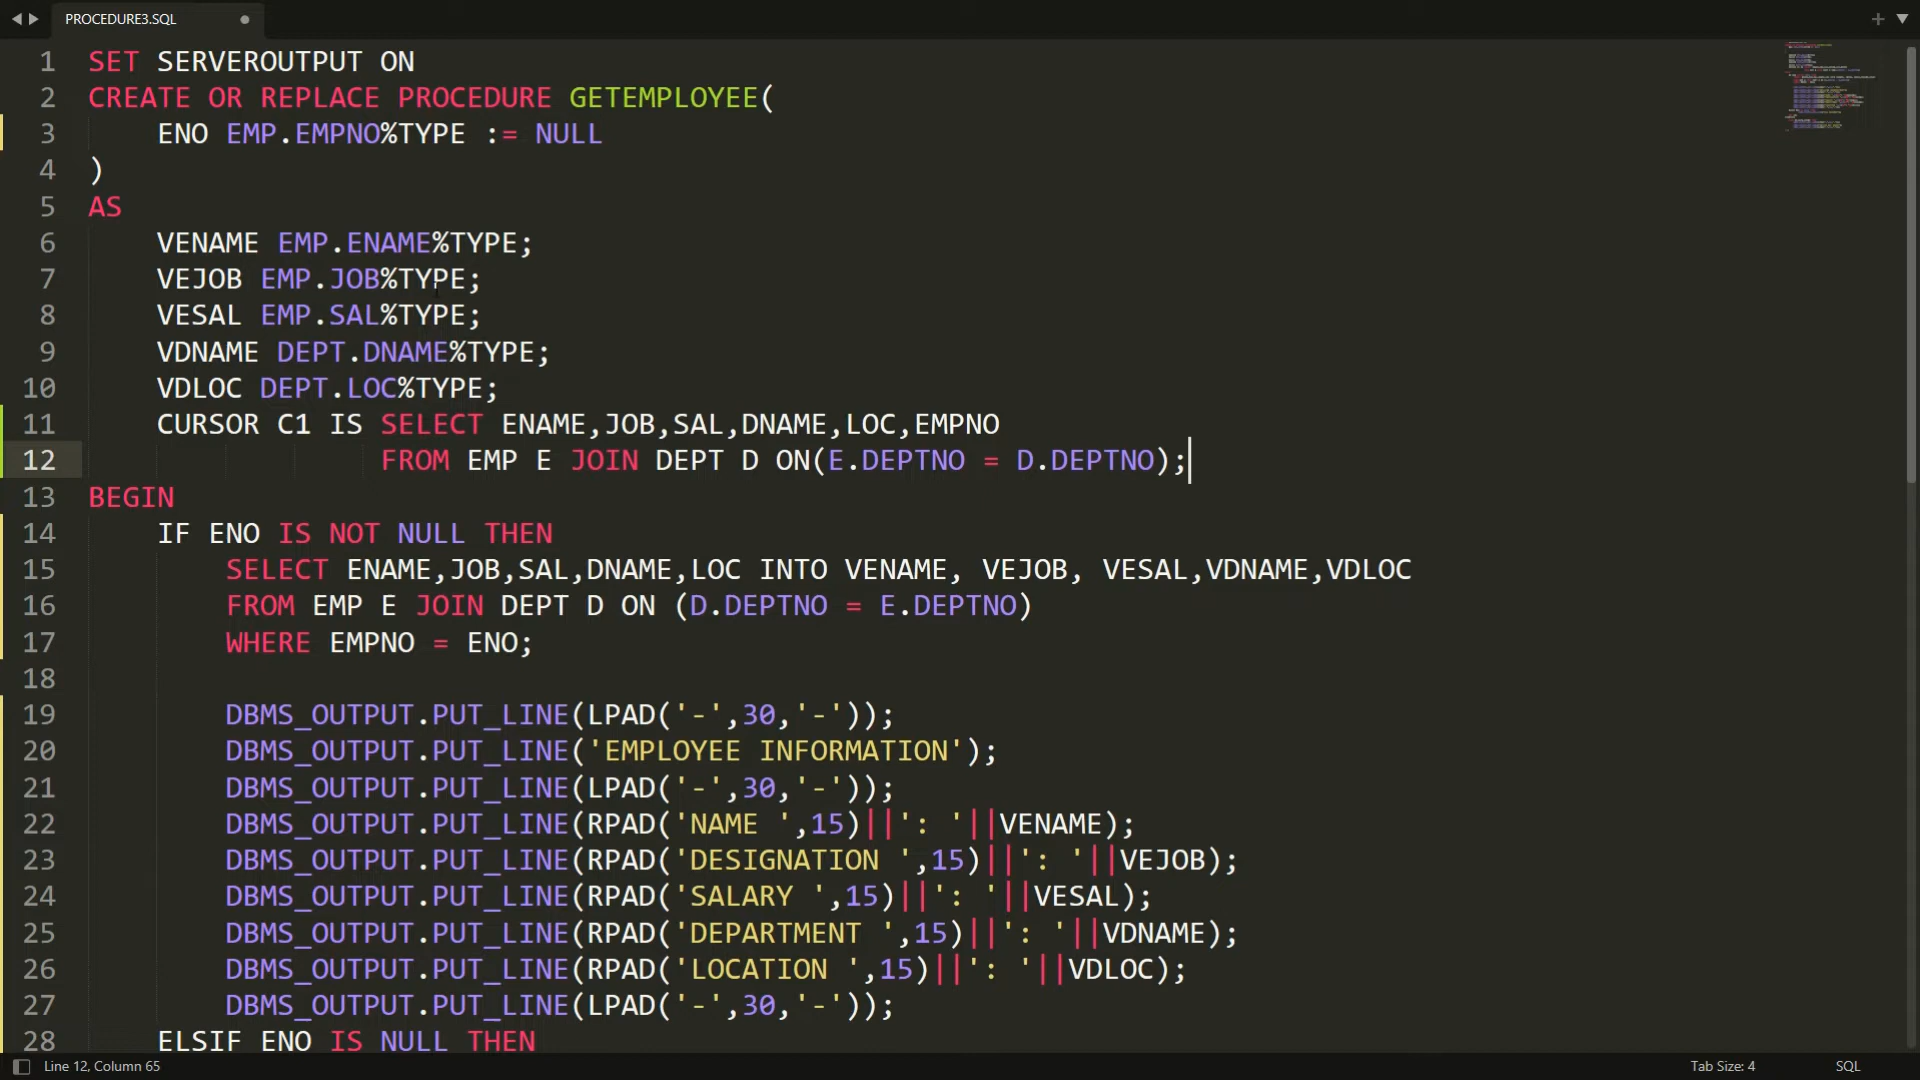 PROCEDURE3.SQL
1 SET SERVEROUTPUT ON
2 CREATE OR REPLACE PROCEDURE GETEMPLOYEE(
3 ENO EMP.EMPNO%TYPE := NULL
4 )
5 AS
6 VENAME EMP.ENAME%TYPE;
7 VEJOB EMP.JOB%TYPE;
8 VESAL EMP.SAL%TYPE;
9 VDNAME DEPT.DNAME%TYPE;
10 VDLOC DEPT.LOC%TYPE;
11 CURSOR C1 IS SELECT ENAME,JOB,SAL,DNAME,LOC,EMPNO
12 FROM EMP E JOIN DEPT D ON(E.DEPTNO = D.DEPTNO);
13 BEGIN
14 IF ENO IS NOT NULL THEN
15 SELECT ENAME,JOB,SAL,DNAME,LOC INTO VENAME, VEJOB, VESAL,VDNAME,VDLOC
16 FROM EMP E JOIN DEPT D ON (D.DEPTNO = E.DEPTNO)
17 WHERE EMPNO = ENO;
18
19 DBMS_OUTPUT.PUT_LINE(LPAD('-',30,'-'));
20 DBMS_OUTPUT.PUT_LINE('EMPLOYEE INFORMATION');
21 DBMS_OUTPUT.PUT_LINE(LPAD('-',30,'-'));
22 DBMS_OUTPUT.PUT_LINE(RPAD('NAME ',15)||': '||VENAME);
23 DBMS_OUTPUT.PUT_LINE(RPAD('DESIGNATION ',15)||': '||VEJOB);
24 DBMS_OUTPUT.PUT_LINE(RPAD('SALARY ',15)||': '||VESAL);
25 DBMS_OUTPUT.PUT_LINE(RPAD('DEPARTMENT ',15)||': '||VDNAME);
26 DBMS_OUTPUT.PUT_LINE(RPAD('LOCATION ',15)||': '||VDLOC);
27 DBMS_OUTPUT.PUT_LINE(LPAD('-',30,'-'));
28 ELSIF ENO IS NULL THEN
Line 12, Column 65 Tab Size: 4 SQL